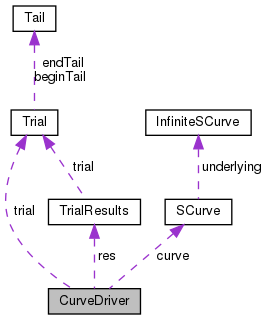 Tail
endTail
beginTail
Trial
InfiniteSCurve
trial
underlying
trial
TrialResults
SCurve
res
curve
CurveDriver